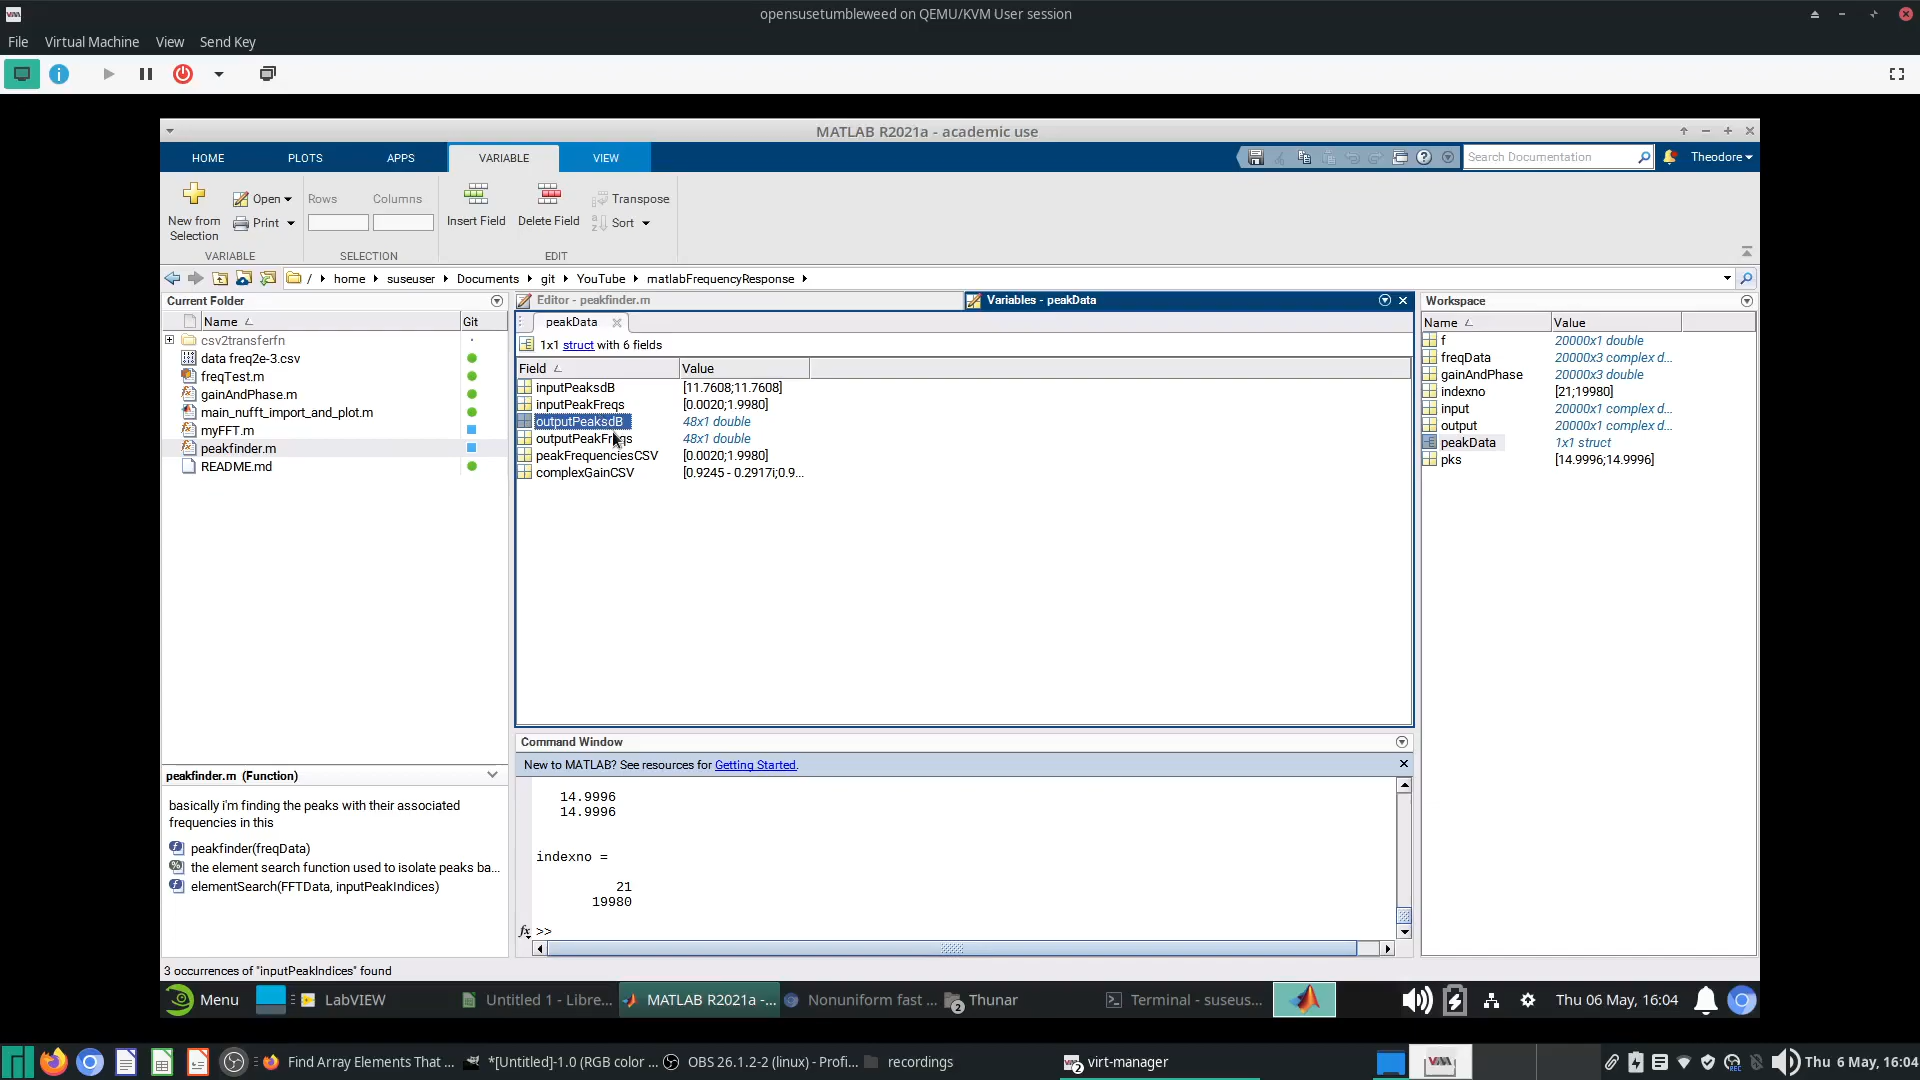 opensusetumbleweed on QEMU/KVM User session
File Virtual Machine View Send Key
MATLAB R2021a - academic use
HOME PLOTS APPS VARIABLE VIEW
Search Documentation
Theodore
New from
Selection
Open
Print
Rows Columns
Insert Field
Delete Field
Transpose
Sort
VARIABLE SELECTION EDIT
/ home suseuser Documents git YouTube matlabFrequencyResponse
Current Folder
Name Git
csv2transferfn
data freq2e-3.csv
freqTest.m
gainAndPhase.m
main_nufft_import_and_plot.m
myFFT.m
peakfinder.m
README.md
peakfinder.m (Function)
basically i'm finding the peaks with their associated
frequencies in this
peakfinder(freqData)
the element search function used to isolate peaks ba...
elementSearch(FFTData, inputPeakIndices)
3 occurrences of "inputPeakIndices" found
Editor - peakfinder.m
Variables - peakData
peakData
1x1 struct with 6 fields
Field Value
inputPeaksdB [11.7608;11.7608]
inputPeakFreqs [0.0020;1.9980]
outputPeaksdB 48x1 double
outputPeakFreqs 48x1 double
peakFrequenciesCSV [0.0020;1.9980]
complexGainCSV [0.9245 - 0.2917i;0.9...
Command Window
New to MATLAB? See resources for Getting Started.
14.9996
14.9996
indexno =
21
19980
fx >>
Workspace
Name Value
f 20000x1 double
freqData 20000x3 complex d...
gainAndPhase 20000x3 double
indexno [21;19980]
input 20000x1 complex d...
output 20000x1 complex d...
peakData 1x1 struct
pks [14.9996;14.9996]
Menu LabVIEW Untitled 1 - Libre... MATLAB R2021a -... Nonuniform fast ... 2 Thunar Terminal - suseus... Thu 06 May, 16:04
Find Array Elements That ... *[Untitled]-1.0 (RGB color ... OBS 26.1.2-2 (linux) - Profi... recordings 2 virt-manager Thu 6 May, 16:04